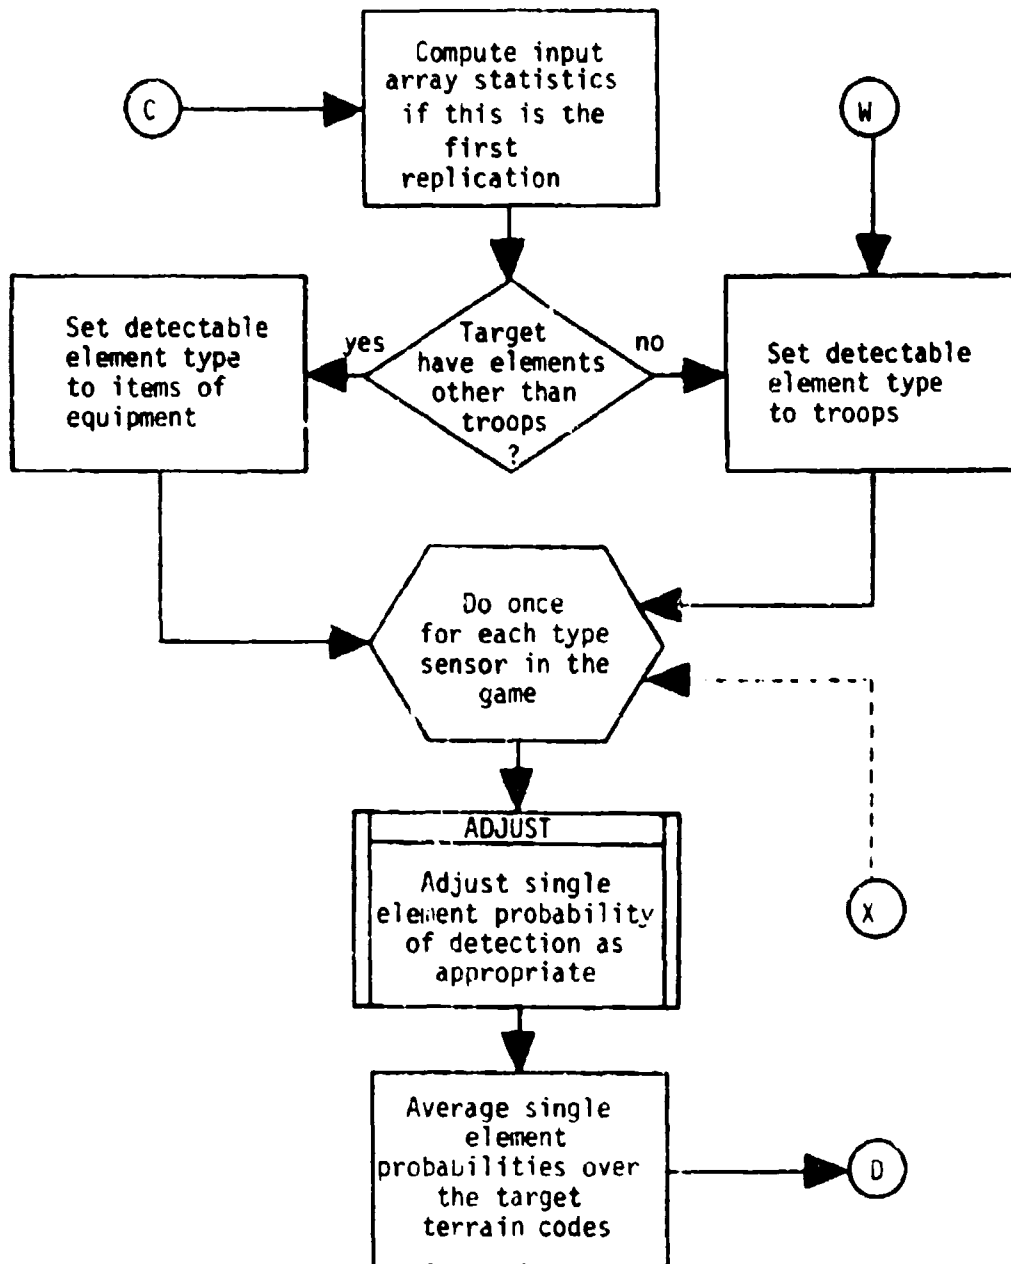 Compute input
array statistics
if this is the
first
replication
C
W
Set detectable
element type
to items of
equipment
yes
Target
have elements
other than
troops
?
no
Set detectable
element type
to troops
Do once
for each type
sensor in the
game
ADJUST
Adjust single
element probability
of detection as
appropriate
X
Average single
element
probabilities over
the target
terrain codes
D